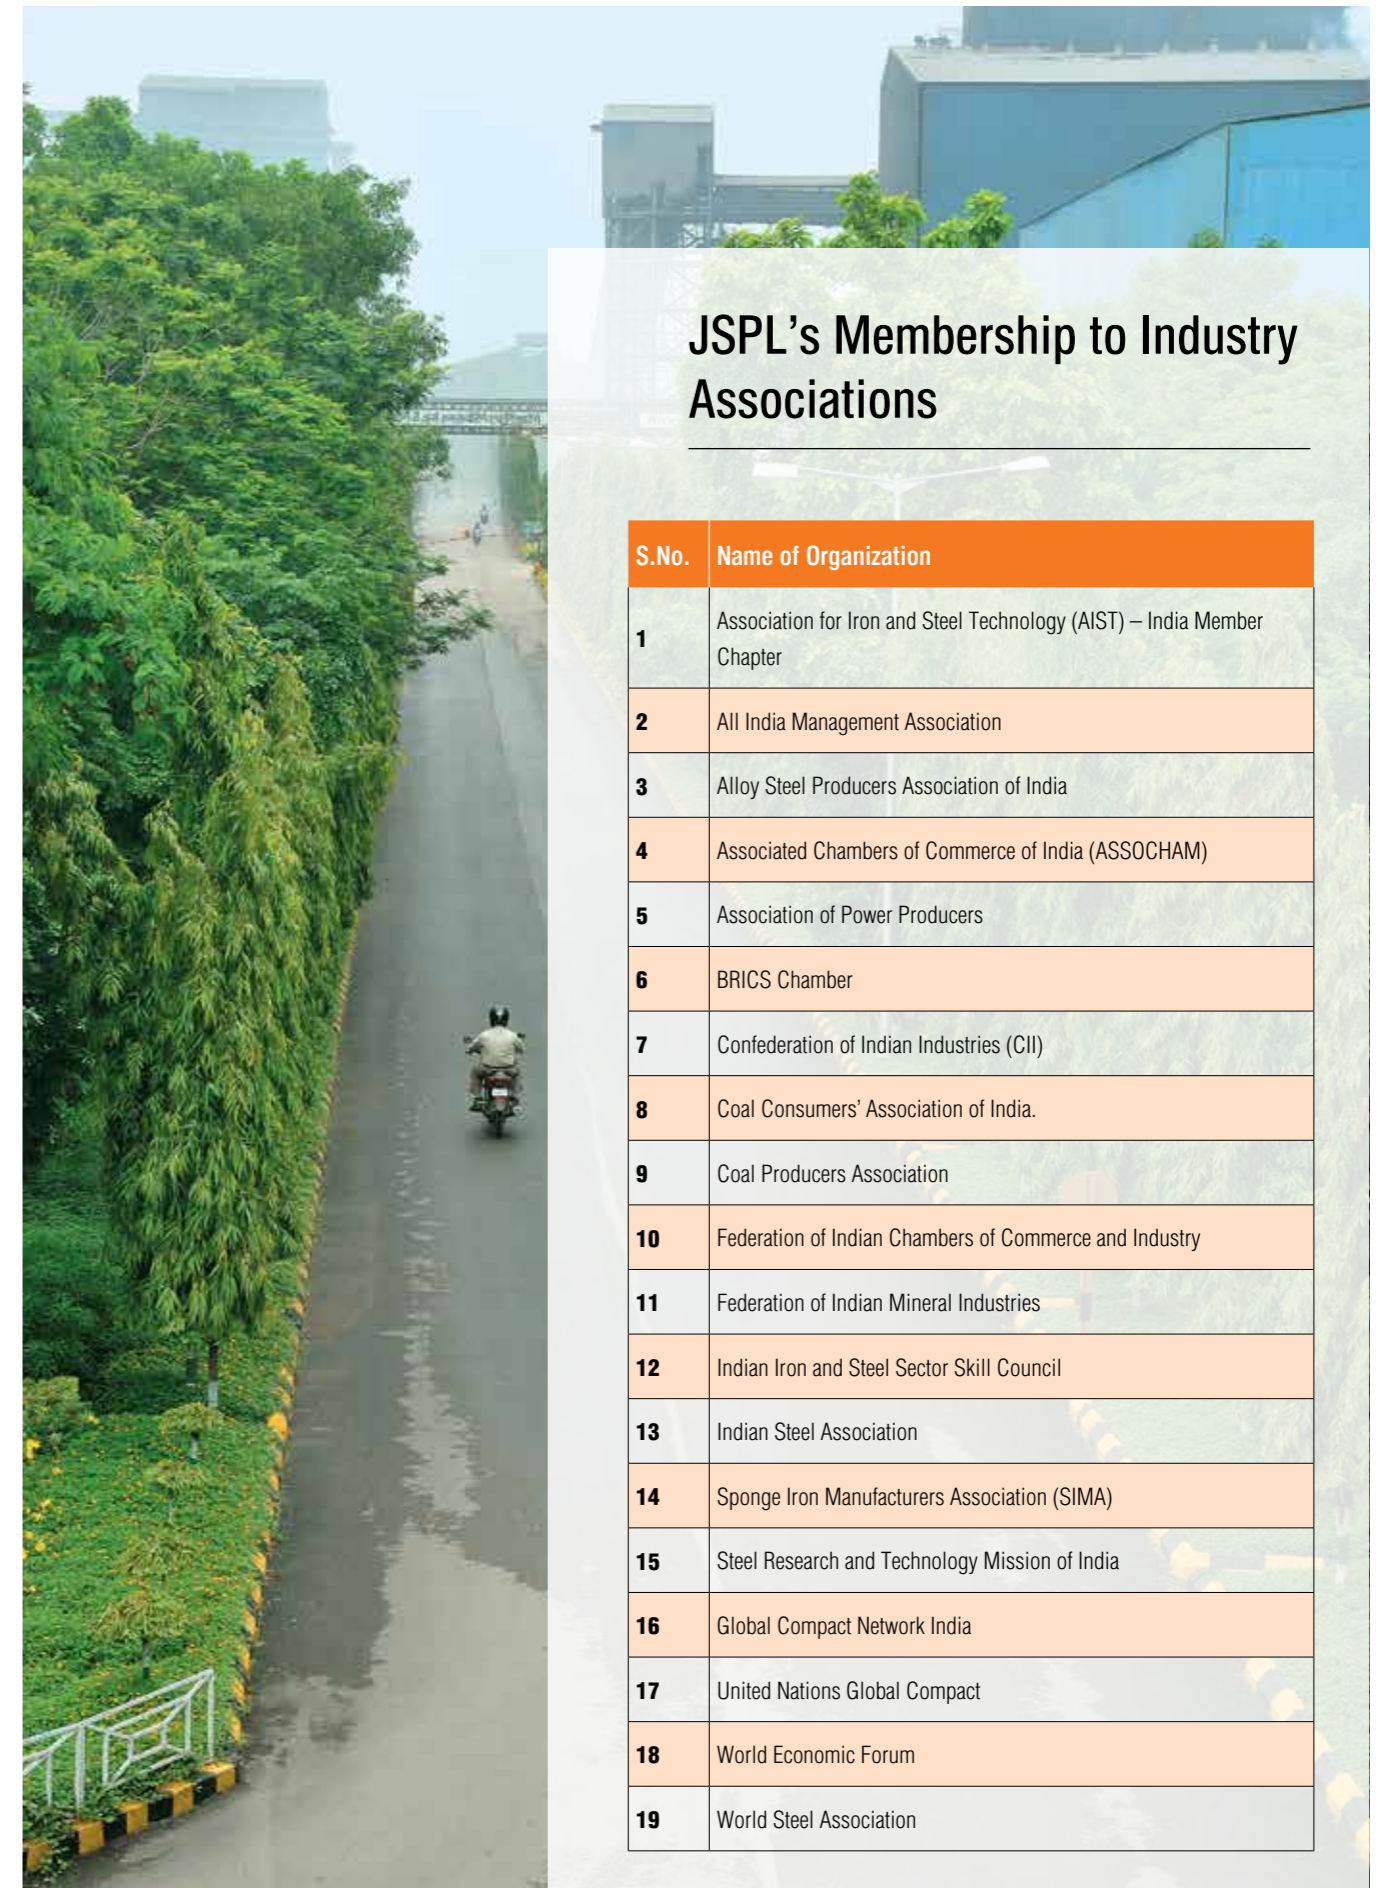 JSPL’s Membership to Industry
Associations
S.No. Name of Organization
1 Association for Iron and Steel Technology (AIST) – India Member
Chapter
2 All India Management Association
3 Alloy Steel Producers Association of India
4 Associated Chambers of Commerce of India (ASSOCHAM)
5 Association of Power Producers
6 BRICS Chamber
7 Confederation of Indian Industries (CII)
8 Coal Consumers’ Association of India.
9 Coal Producers Association
10 Federation of Indian Chambers of Commerce and Industry
11 Federation of Indian Mineral Industries
12 Indian Iron and Steel Sector Skill Council
13 Indian Steel Association
14 Sponge Iron Manufacturers Association (SIMA)
15 Steel Research and Technology Mission of India
16 Global Compact Network India
17 United Nations Global Compact
18 World Economic Forum
19 World Steel Association